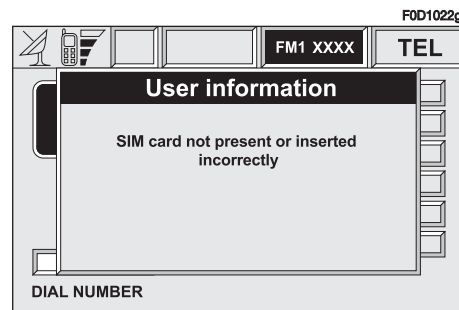 F0D1022g
FM1 XXXX
TEL
User information
SIM card not present or inserted
incorrectly
DIAL NUMBER